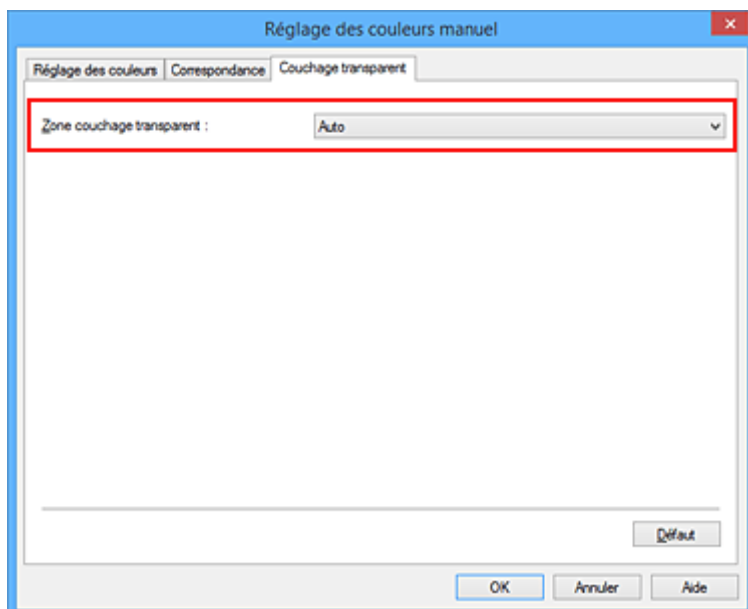 Réglage des couleurs manuel
Réglage des couleurs Correspondance Couchage transparent
Zone couchage transparent : Auto
Défaut
OK Annuler Aide